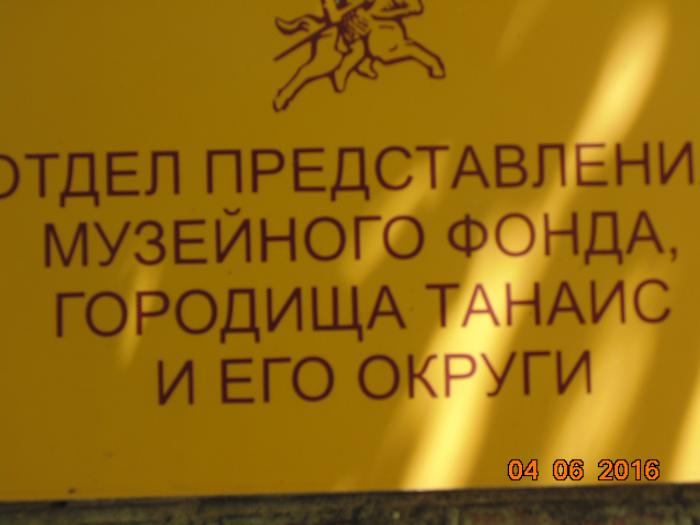 ОТДЕЛ ПРЕДСТАВЛЕНИ
МУЗЕЙНОГО ФОНДА,
ГОРОДИЩА ТАНАИС
И ЕГО ОКРУГИ
04 06 2016